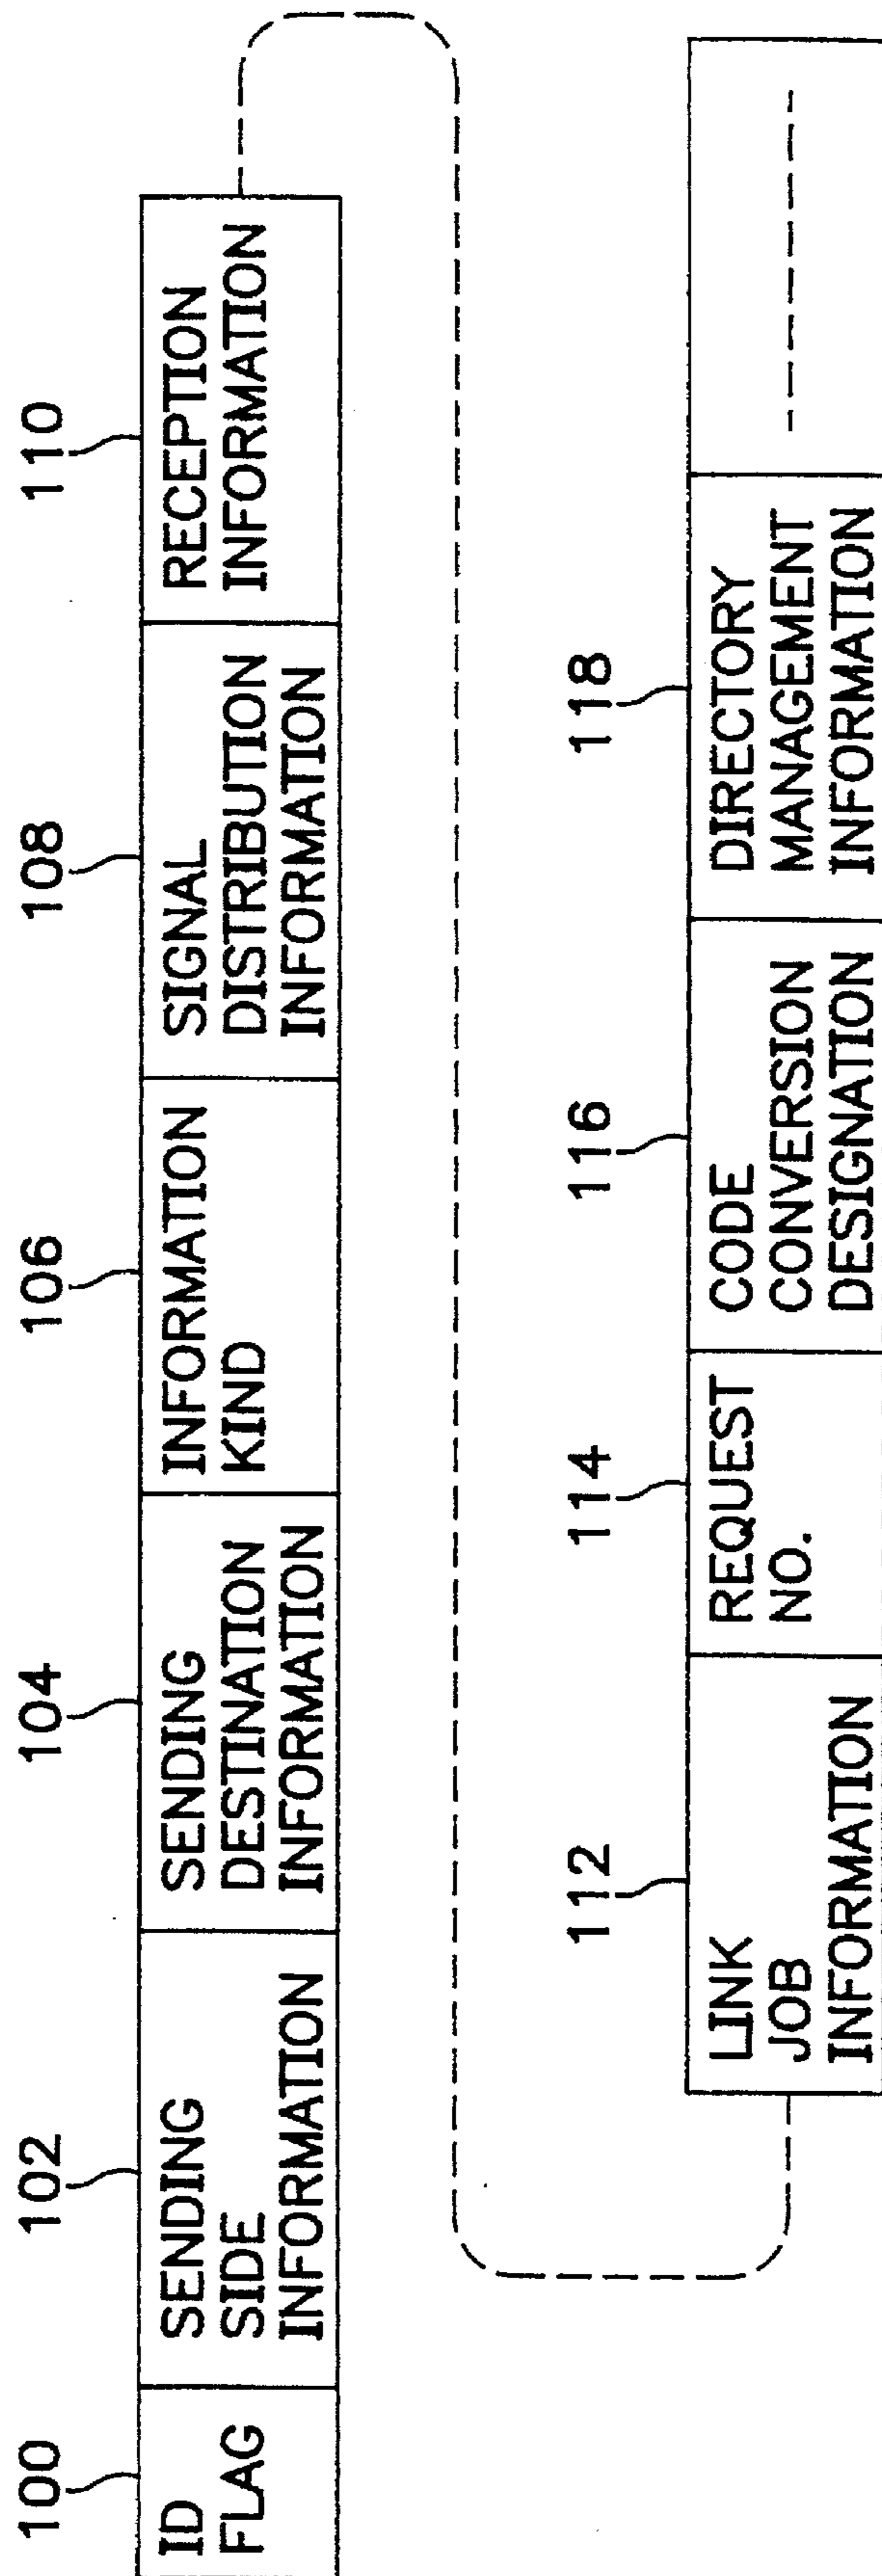 100
ID
FLAG
102
SENDING
SIDE
INFORMATION
104
SENDING
DESTINATION
INFORMATION
106
INFORMATION
KIND
108
SIGNAL
DISTRIBUTION
INFORMATION
110
RECEPTION
INFORMATION
112
LINK
JOB
INFORMATION
114
REQUEST
NO.
116
CODE
CONVERSION
DESIGNATION
118
DIRECTORY
MANAGEMENT
INFORMATION